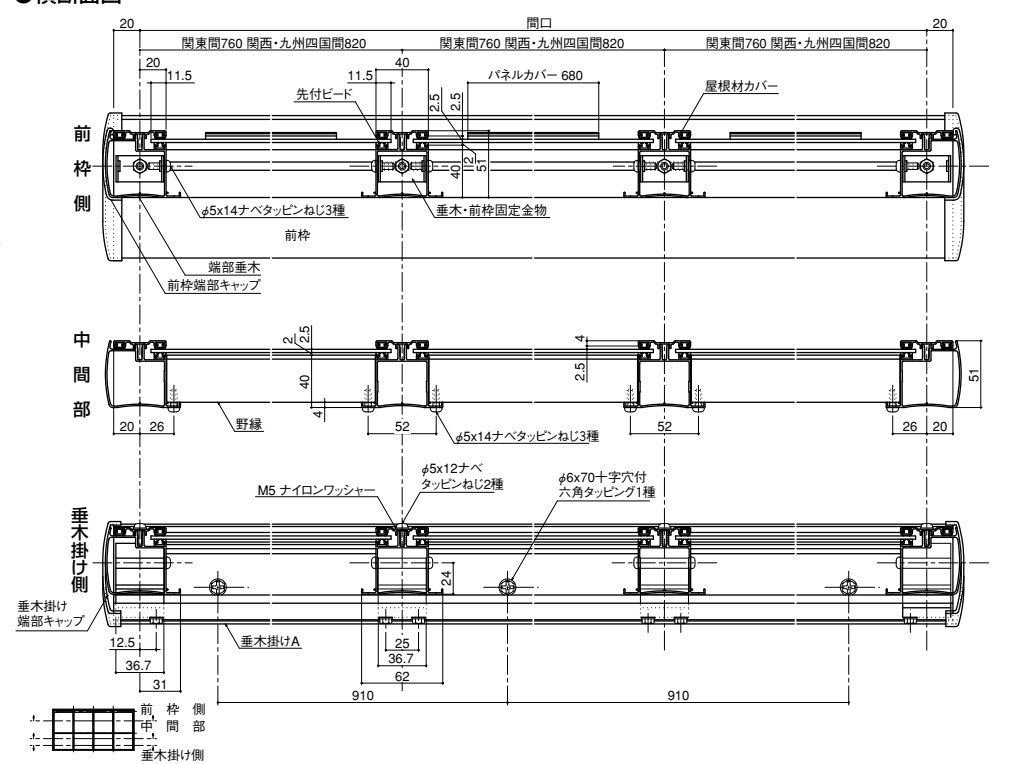 間口
20
20
関東間760 関西・九州四国間820
関東間760 関西・九州四国間820
関東間760 関西・九州四国間820
20
40
11.5
11.5
パネルカバー 680
先付ビード
2.5
2.5
屋根材カバー
前枠側
40
2
51
φ5x14ナベタッピンねじ3種
垂木・前枠固定金物
前枠
端部垂木
前枠端部キャップ
中間部
2
2.5
40
4
4
2.5
51
20
26
野縁
52
φ5x14ナベタッピンねじ3種
52
26
20
φ5x12ナベ
タッピンねじ2種
M5 ナイロンワッシャー
φ6x70十字穴付
六角タッピング1種
垂木掛け側
24
垂木掛け
端部キャップ
12.5
垂木掛けA
25
36.7
36.7
62
31
910
910
前枠側
中間部
垂木掛け側